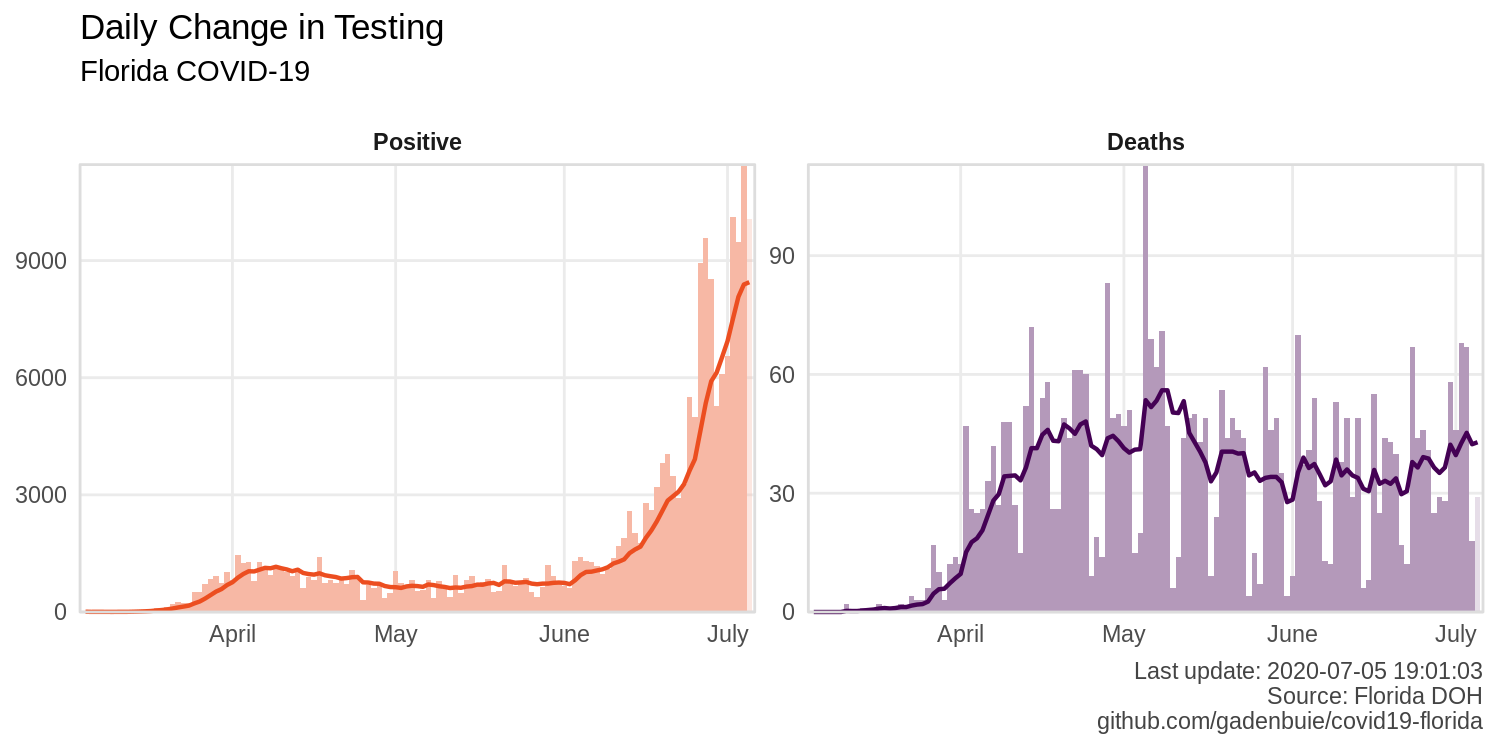 Daily Change in Testing
Florida COVID-19
Positive
Deaths
9000
6000
3000
0
90
60
30
0
April May June July
April May June July
Last update: 2020-07-05 19:01:03
Source: Florida DOH
github.com/gadenbuie/covid19-florida